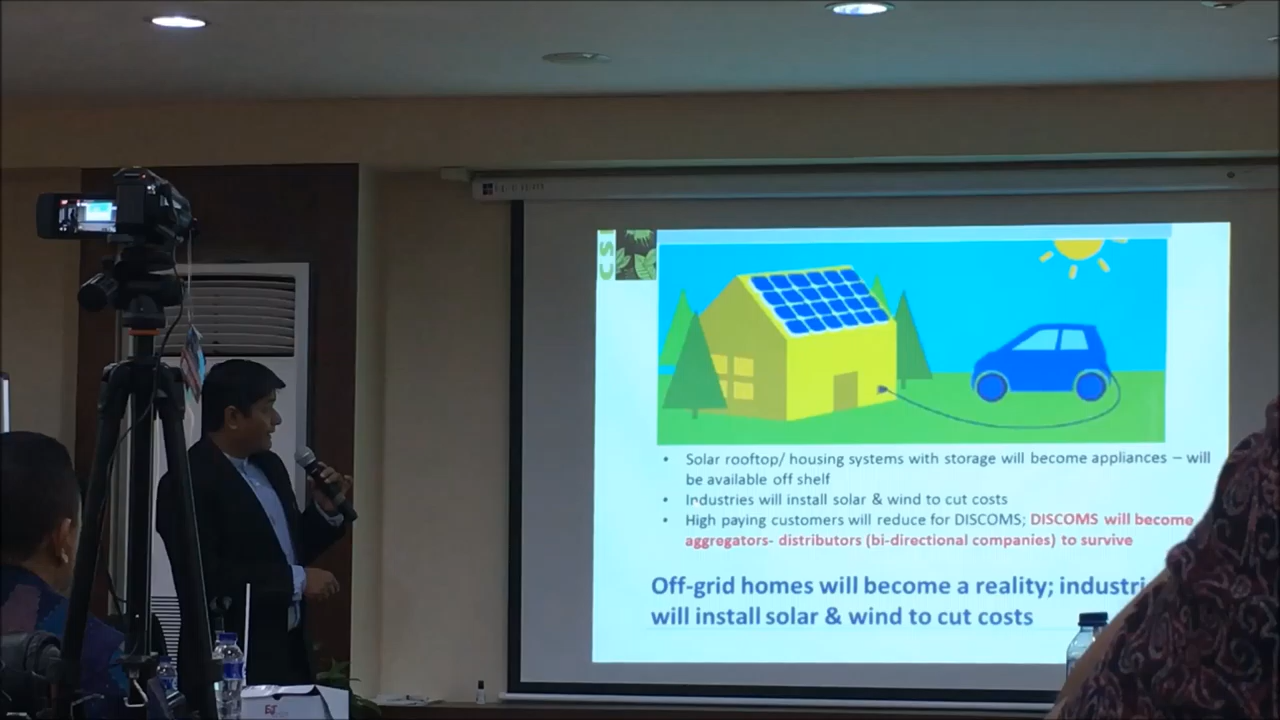 CS
• Solar rooftop/ housing systems with storage will become appliances – will
be available off shelf
• Industries will install solar & wind to cut costs
• High paying customers will reduce for DISCOMS; DISCOMS will become
aggregators- distributors (bi-directional companies) to survive
Off-grid homes will become a reality; industri
will install solar & wind to cut costs